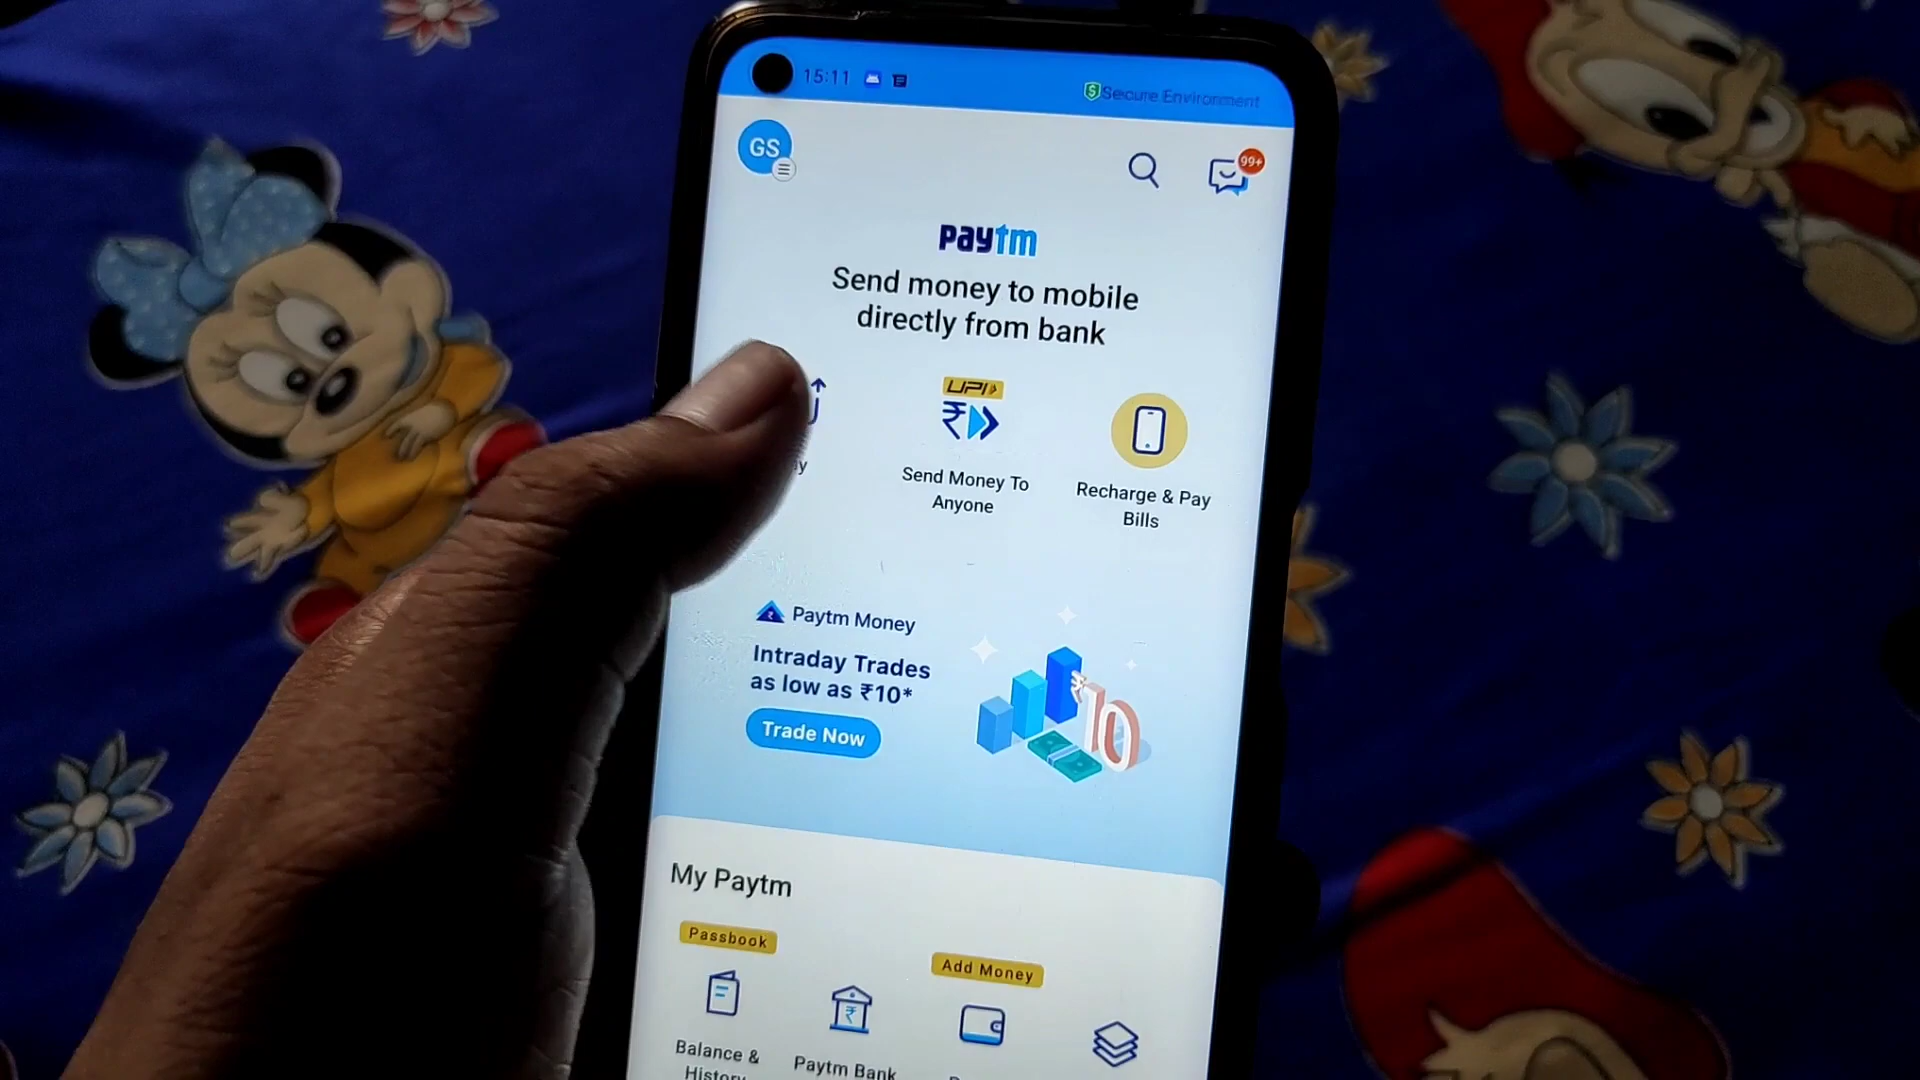 15:11
Secure Environment
GS
99+
paytm
Send money to mobile
directly from bank
UPI
Send Money To
Anyone
Recharge & Pay
Bills
Paytm Money
Intraday Trades
as low as ₹10*
Trade Now
₹10
My Paytm
Passbook
Add Money
Balance &
History
Paytm Bank